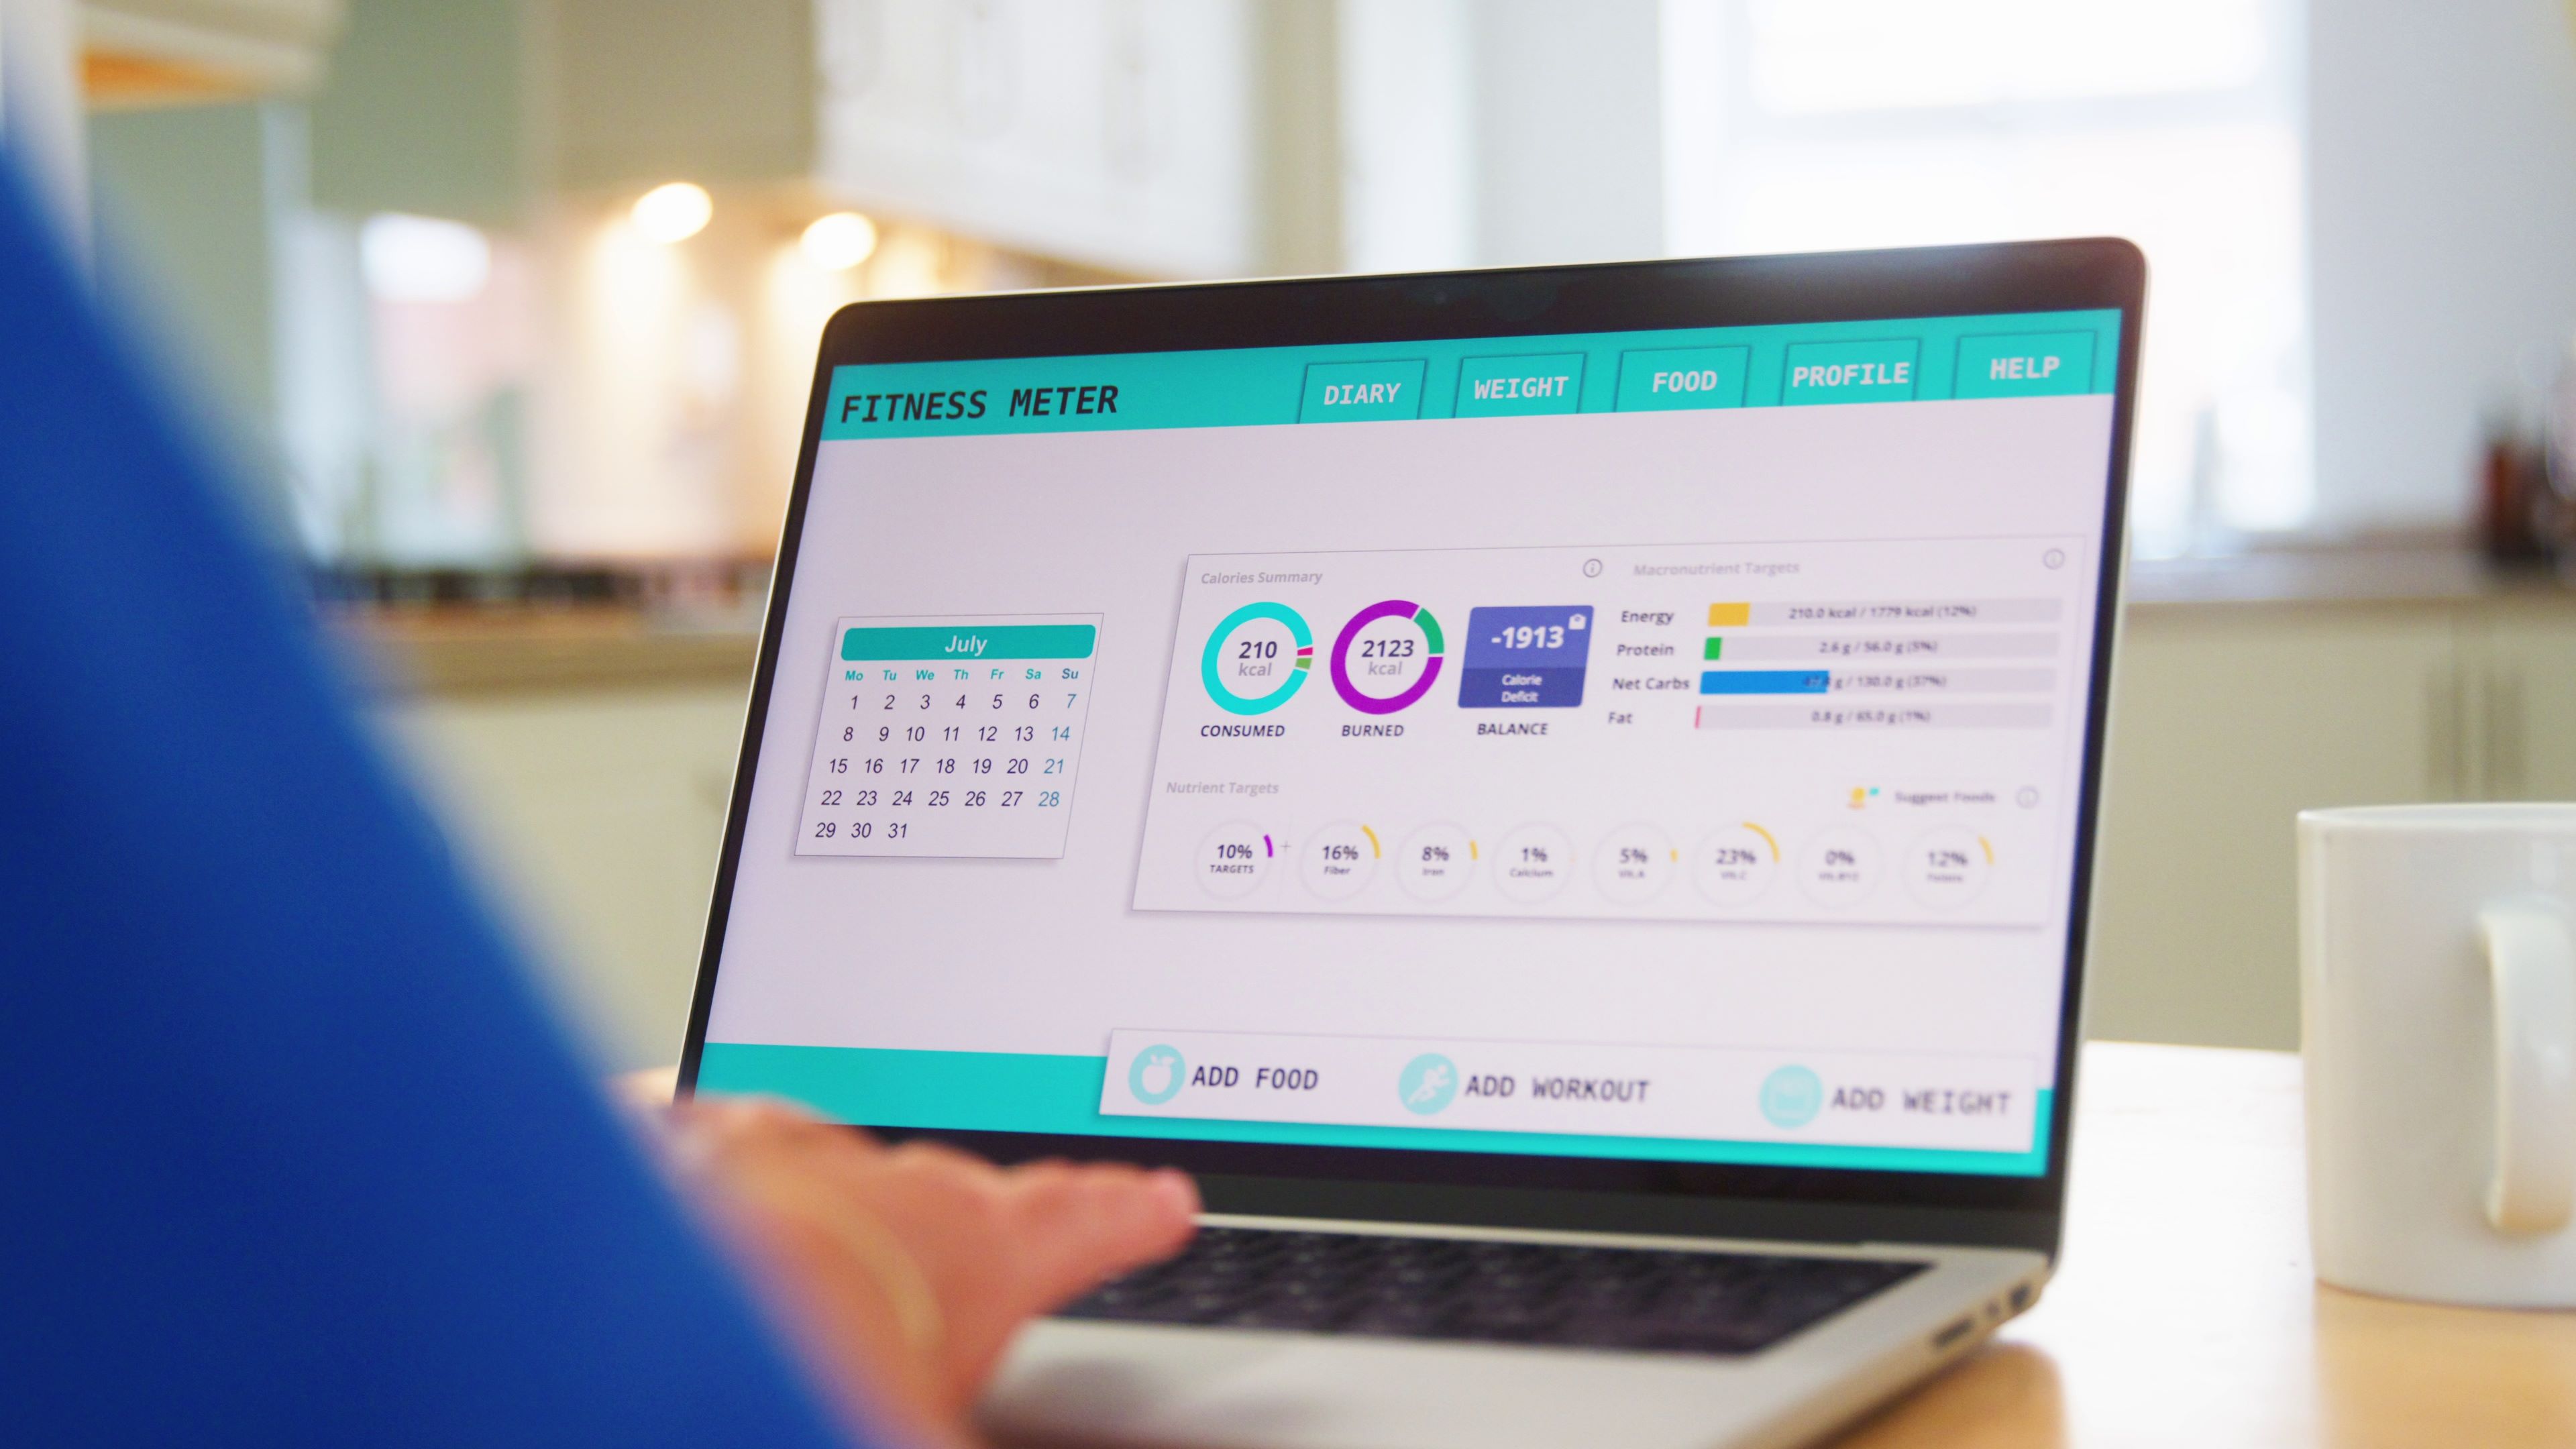 FITNESS METER
DIARY
WEIGHT
FOOD
PROFILE
HELP
July
Mo Tu We Th Fr Sa Su
1 2 3 4 5 6 7
8 9 10 11 12 13 14
15 16 17 18 19 20 21
22 23 24 25 26 27 28
29 30 31
Calories Summary
210
kcal
CONSUMED
2123
kcal
BURNED
-1913
Calorie
Deficit
BALANCE
Macronutrient Targets
Energy 210.0 kcal / 1779 kcal (12%)
Protein 2.6 g / 56.0 g (5%)
Net Carbs g / 130.0 g (37%)
Fat 0.8 g / 65.0 g (1%)
Nutrient Targets
Suggest Foods
10%
TARGETS
16%
Fiber
8%
Iron
1%
Calcium
5%
Vit.A
23%
Vit.C
0%
Vit.B12
12%
Folate
ADD FOOD
ADD WORKOUT
ADD WEIGHT